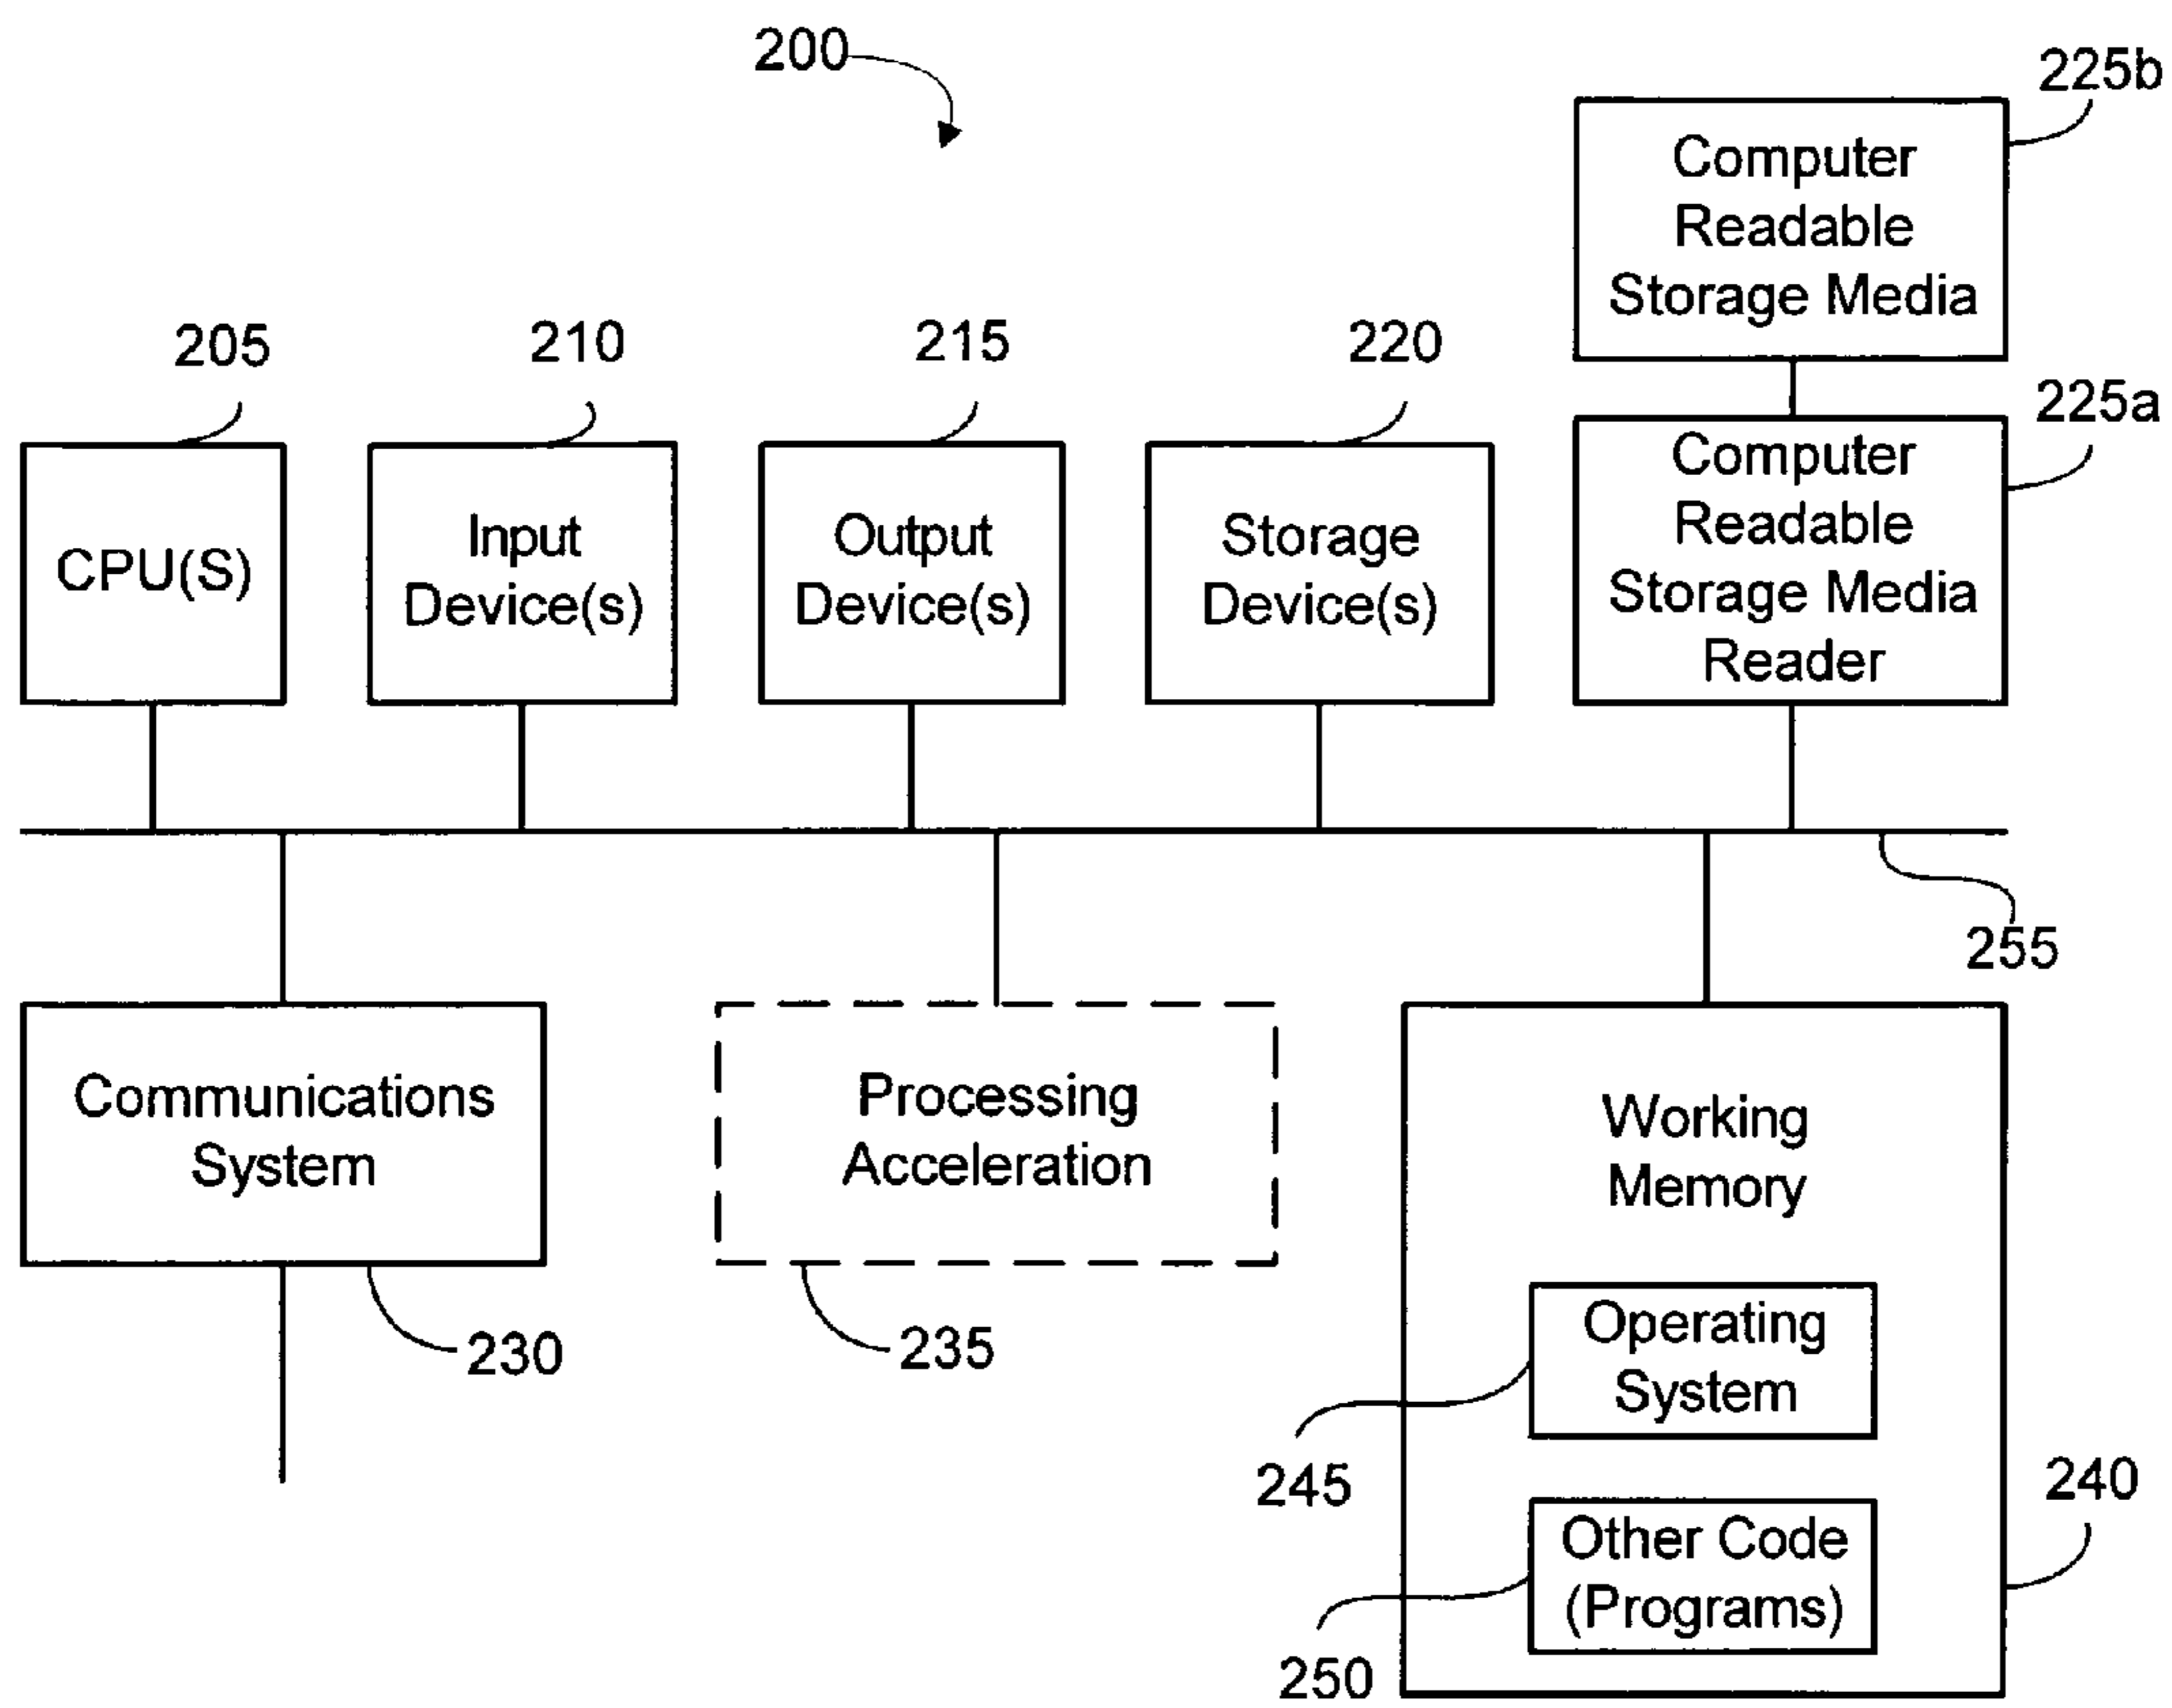 200
225b
Computer
Readable
Storage Media
205
210
215
220
225a
CPU(S)
Input
Device(s)
Output
Device(s)
Storage
Device(s)
Computer
Readable
Storage Media
Reader
255
Communications
System
230
Processing
Acceleration
235
Working
Memory
Operating
System
245
240
Other Code
(Programs)
250